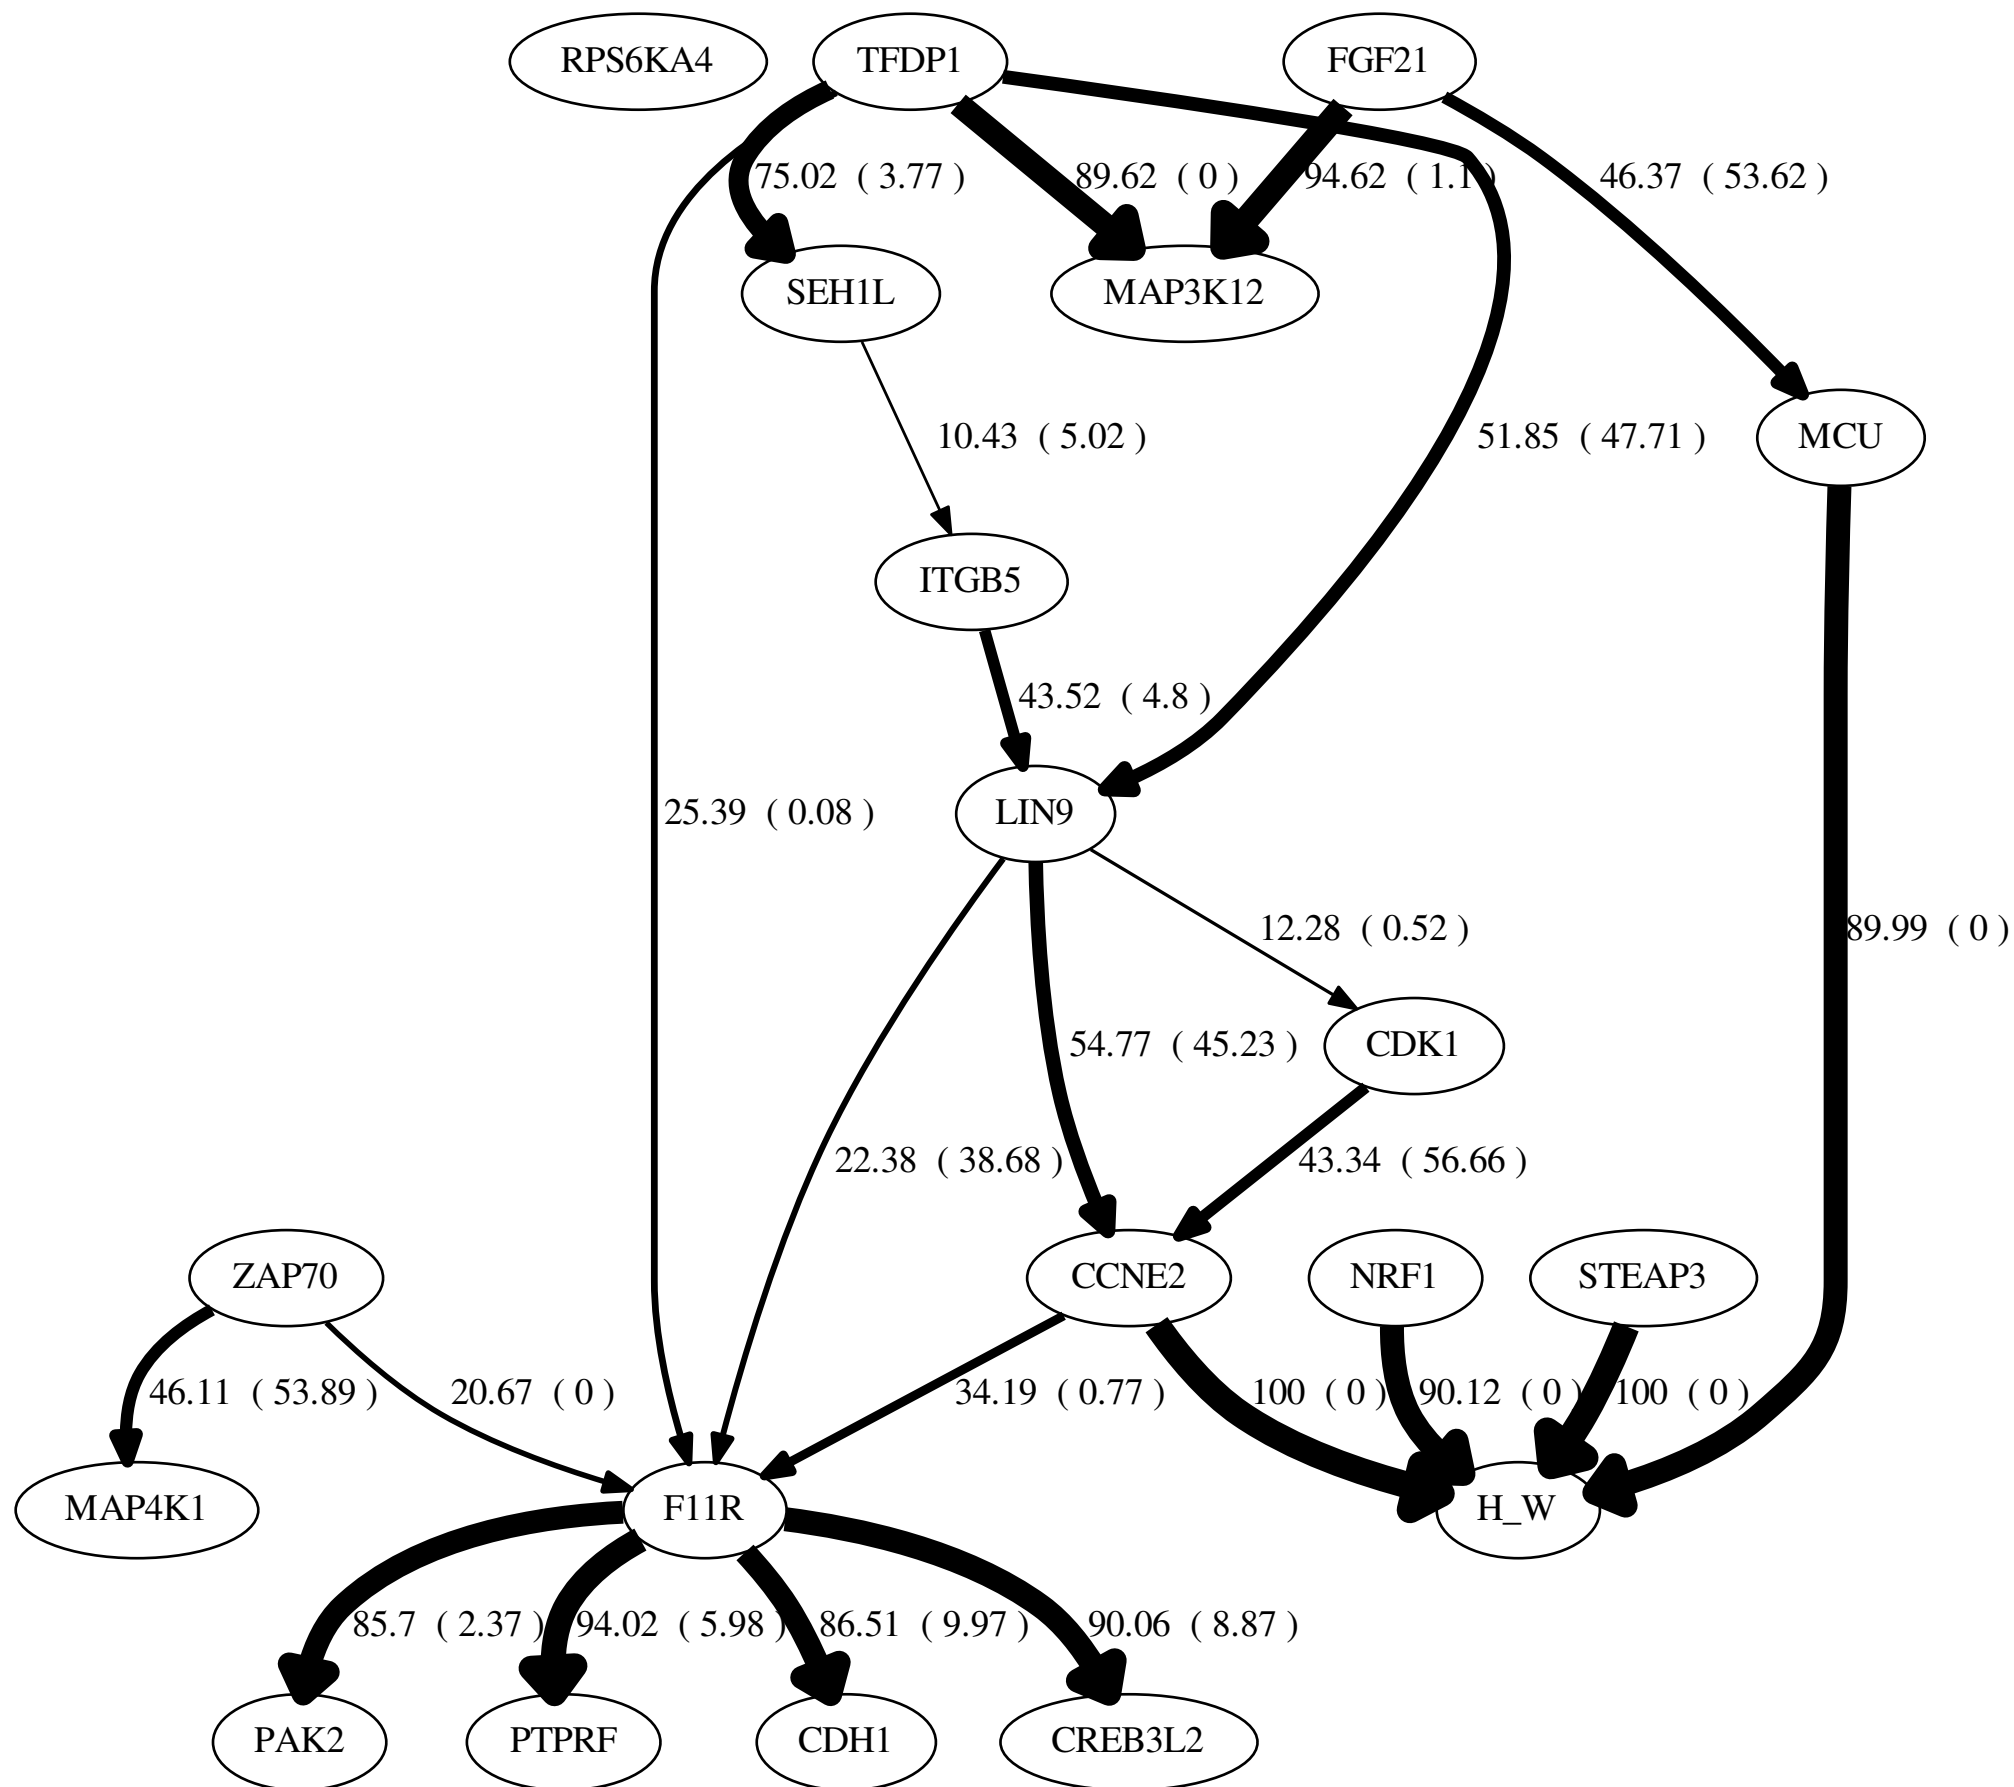 RPS6KA4
TFDP1
FGF21
75.02 ( 3.77 )
89.62 ( 0 )
94.62 ( 1.1 )
46.37 ( 53.62 )
SEH1L
MAP3K12
10.43 ( 5.02 )
51.85 ( 47.71 )
MCU
ITGB5
43.52 ( 4.8 )
25.39 ( 0.08 )
LIN9
12.28 ( 0.52 )
89.99 ( 0 )
54.77 ( 45.23 )
CDK1
22.38 ( 38.68 )
43.34 ( 56.66 )
ZAP70
CCNE2
NRF1
STEAP3
46.11 ( 53.89 )
20.67 ( 0 )
34.19 ( 0.77 )
100 ( 0 )
90.12 ( 0 )
100 ( 0 )
MAP4K1
F11R
H_W
85.7 ( 2.37 )
94.02 ( 5.98 )
86.51 ( 9.97 )
90.06 ( 8.87 )
PAK2
PTPRF
CDH1
CREB3L2